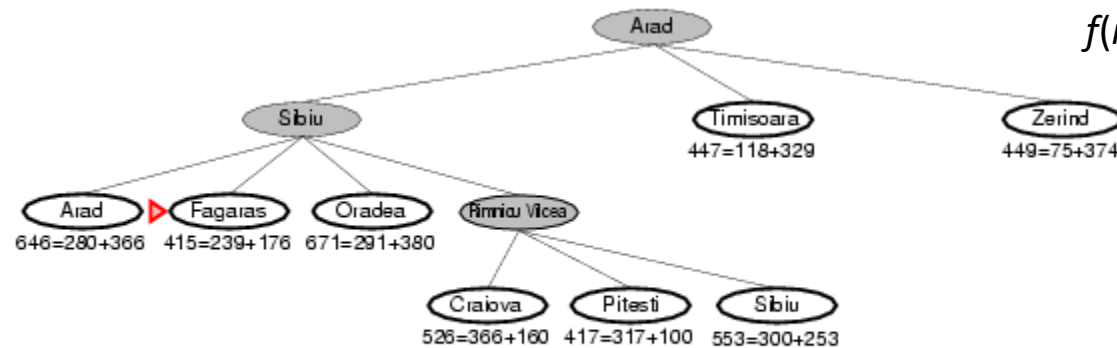 Arad
f(
Sibiu
Timisoara
Zerind
447=118+329
449=75+374
Arad
Fagaras
Oradea
Rimnicu Vilcea
646=280+366
415=239+176
671=291+380
Craiova
Pitesti
Sibiu
526=366+160
417=317+100
553=300+253